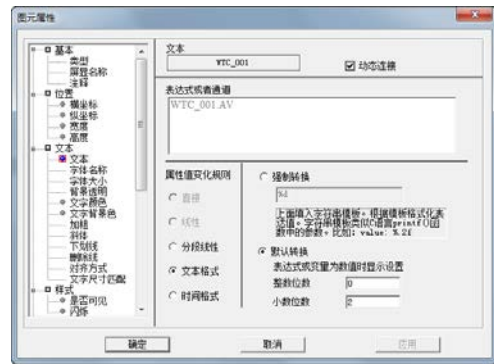 图元属性
基本
类型
屏显名称
注释
位置
横坐标
纵坐标
宽度
高度
文本
文本
字体名称
字体大小
背景透明
文字颜色
文字背景色
加粗
斜体
下划线
删除线
对齐方式
文字尺寸匹配
样式
是否可见
闪烁
文本
WTC_001
动态连接
表达式或者通道
WTC_001.AV
属性值变化规则
直接
线性
分段线性
文本格式
时间格式
强制转换
%d
上面填入字符串模板。根据模板格式化表
达值。字符串模板类似C语言printf()函
数中的参数。比如: value: %.2f
默认转换
表达式或变量为数值时显示设置
整数位数
0
小数位数
2
确定
取消
应用